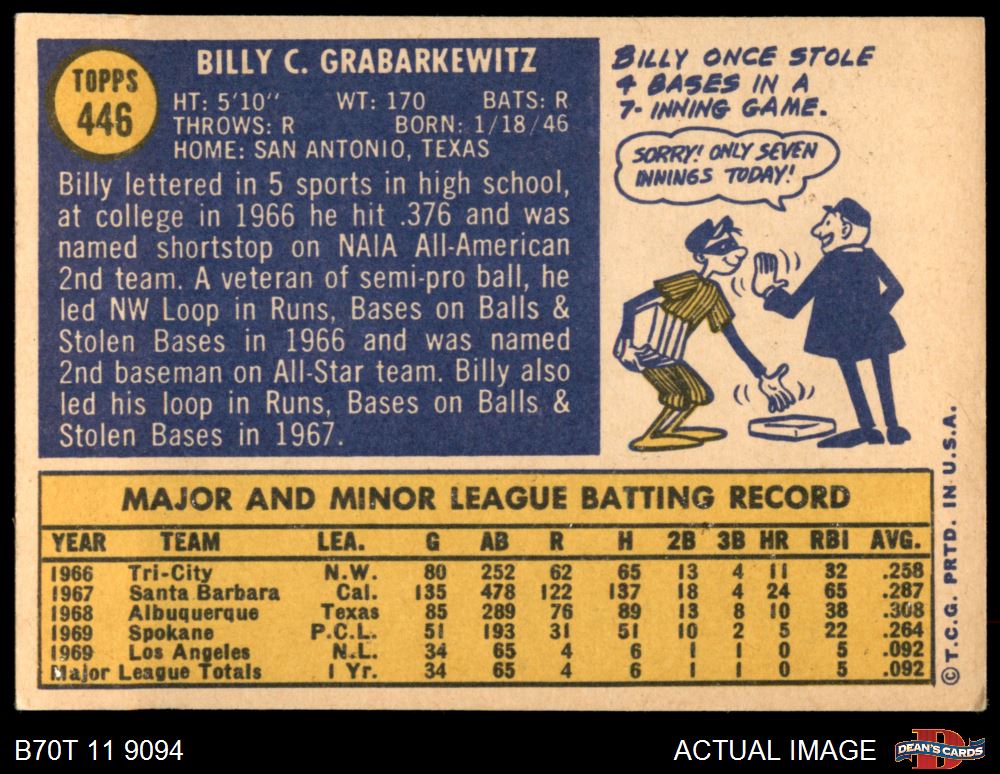 TOPPS
446
BILLY C. GRABARKEWITZ
HT: 5'10" WT: 170 BATS: R
THROWS: R BORN: 1/18/46
HOME: SAN ANTONIO, TEXAS
Billy lettered in 5 sports in high school,
at college in 1966 he hit .376 and was
named shortstop on NAIA All-American
2nd team. A veteran of semi-pro ball, he
led NW Loop in Runs, Bases on Balls &
Stolen Bases in 1966 and was named
2nd baseman on All-Star team. Billy also
led his loop in Runs, Bases on Balls &
Stolen Bases in 1967.
BILLY ONCE STOLE
4 BASES IN A
7-INNING GAME.
SORRY! ONLY SEVEN
INNINGS TODAY!
MAJOR AND MINOR LEAGUE BATTING RECORD
YEAR TEAM LEA. G AB R H 2B 3B HR RBI AVG.
1966 Tri-City N.W. 80 252 62 65 13 4 11 32 .258
1967 Santa Barbara Cal. 135 478 122 137 18 4 24 65 .287
1968 Albuquerque Texas 85 289 76 89 13 8 10 38 .308
1969 Spokane P.C.L. 51 193 31 51 10 2 5 22 .264
1969 Los Angeles N.L. 34 65 4 6 1 1 0 5 .092
Major League Totals 1 Yr. 34 65 4 6 1 1 0 5 .092
© T.C.G. PRTD. IN U.S.A.
B70T 11 9094
ACTUAL IMAGE
D
DEAN'S CARDS